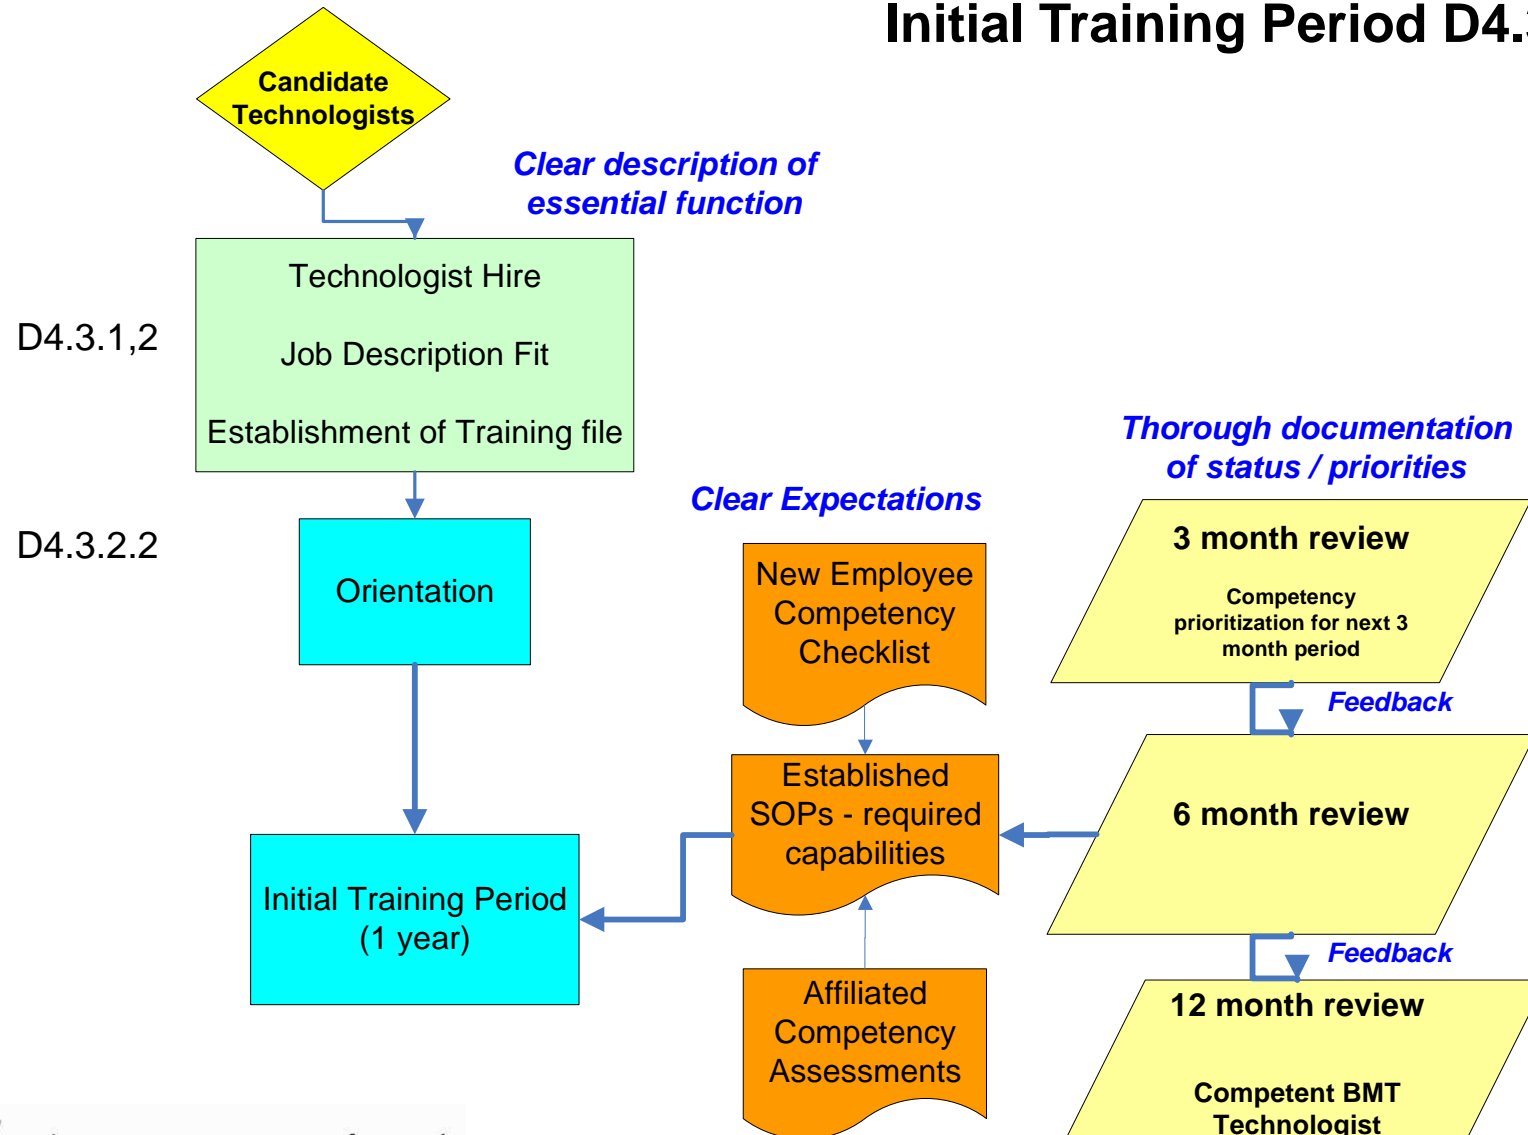 Initial Training Period D4.3
Candidate
Technologists
Clear description of
essential function
Technologist Hire
D4.3.1,2
Job Description Fit
Establishment of Training file
Thorough documentation
of status / priorities
Clear Expectations
D4.3.2.2
Orientation
New Employee
Competency
Checklist
3 month review
Competency
prioritization for next 3
month period
Feedback
Established
SOPs - required
capabilities
6 month review
Initial Training Period
(1 year)
Feedback
Affiliated
Competency
Assessments
12 month review
Competent BMT
Technologist